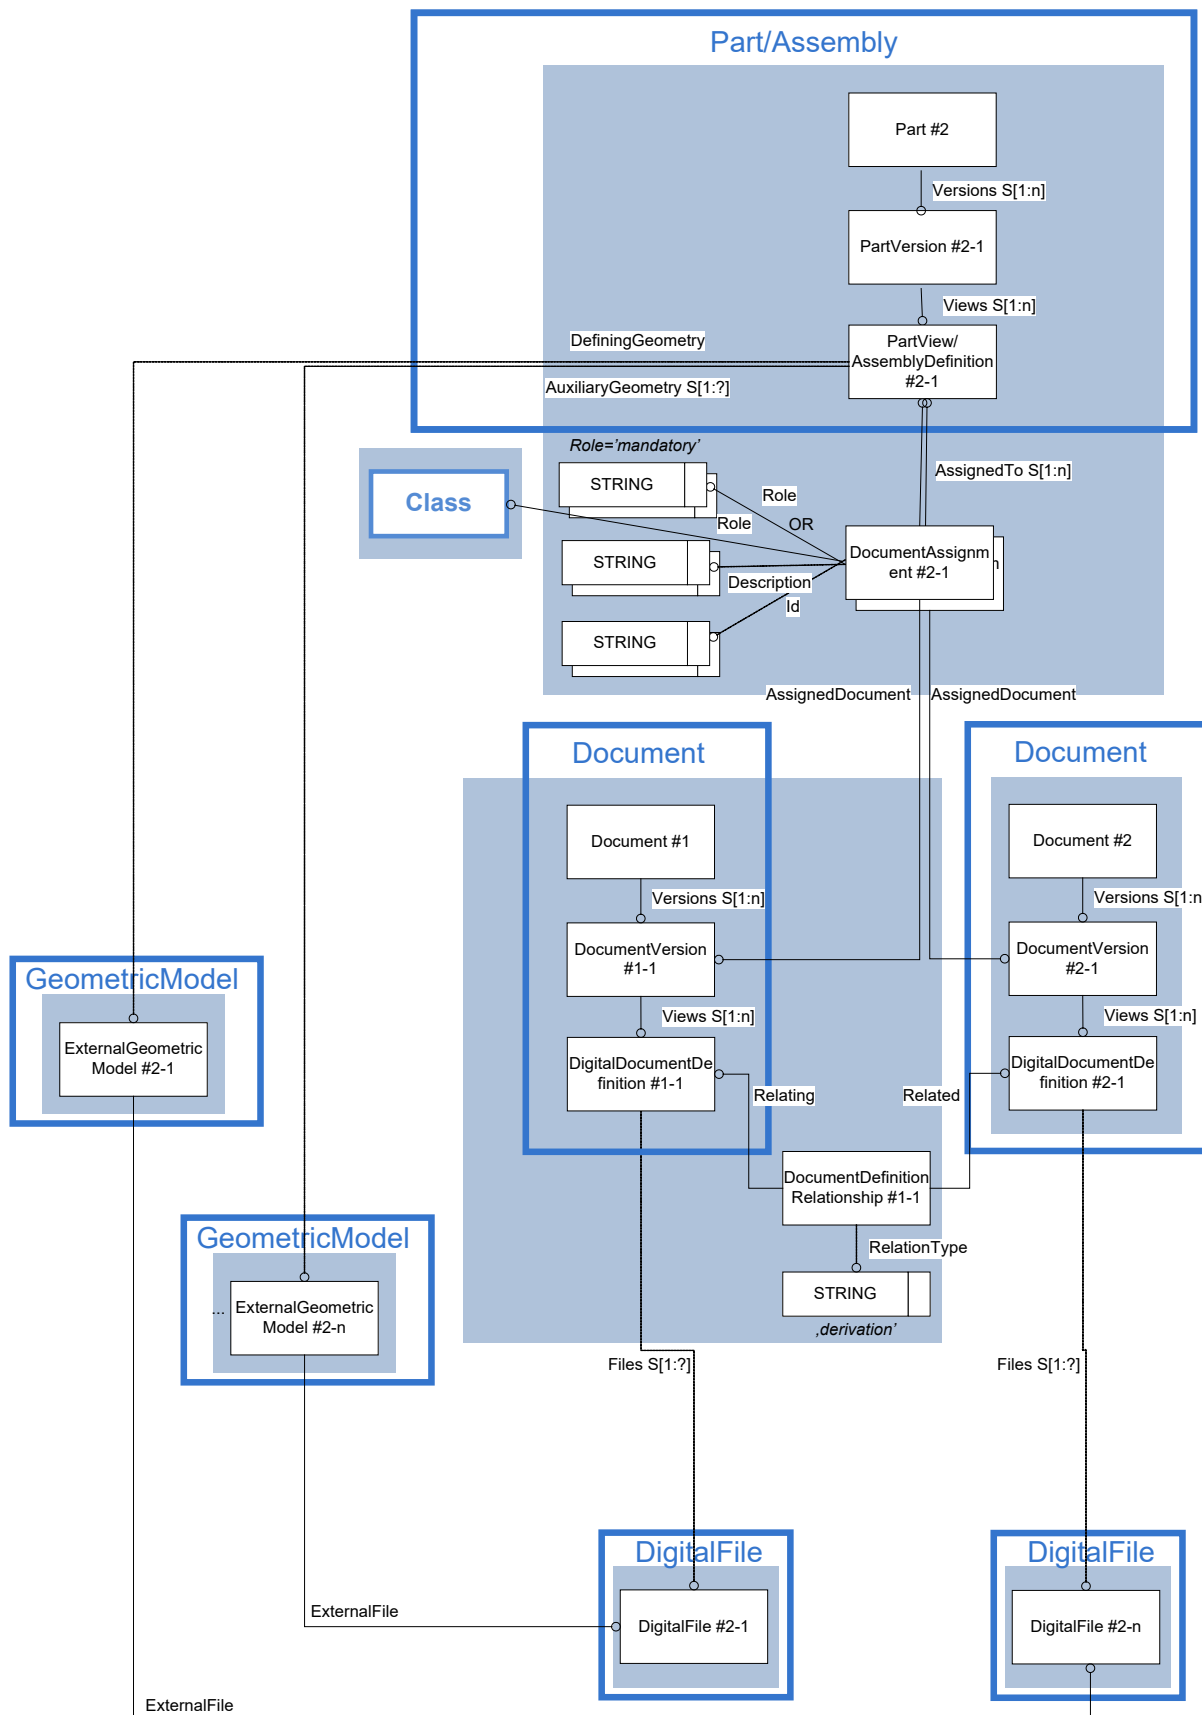 Part/Assembly
Part #2
Versions S[1:n]
PartVersion #2-1
Views S[1:n]
DefiningGeometry
PartView/
AssemblyDefinition
#2-1
AuxiliaryGeometry S[1:?]
Role='mandatory'
AssignedTo S[1:n]
STRING
Class
Role
Role
OR
STRING
DocumentAssignm
ent #2-1
Description
Id
STRING
AssignedDocument
AssignedDocument
Document
Document
Document #1
Document #2
Versions S[1:n]
Versions S[1:n
DocumentVersion
#1-1
DocumentVersion
#2-1
GeometricModel
Views S[1:n]
Views S[1:n]
ExternalGeometric
Model #2-1
DigitalDocumentDe
finition #1-1
DigitalDocumentDe
finition #2-1
Relating
Related
DocumentDefinition
Relationship #1-1
GeometricModel
RelationType
...
ExternalGeometric
Model #2-n
STRING
‚derivation’
Files S[1:?]
Files S[1:?]
DigitalFile
DigitalFile
ExternalFile
DigitalFile #2-1
DigitalFile #2-n
ExternalFile